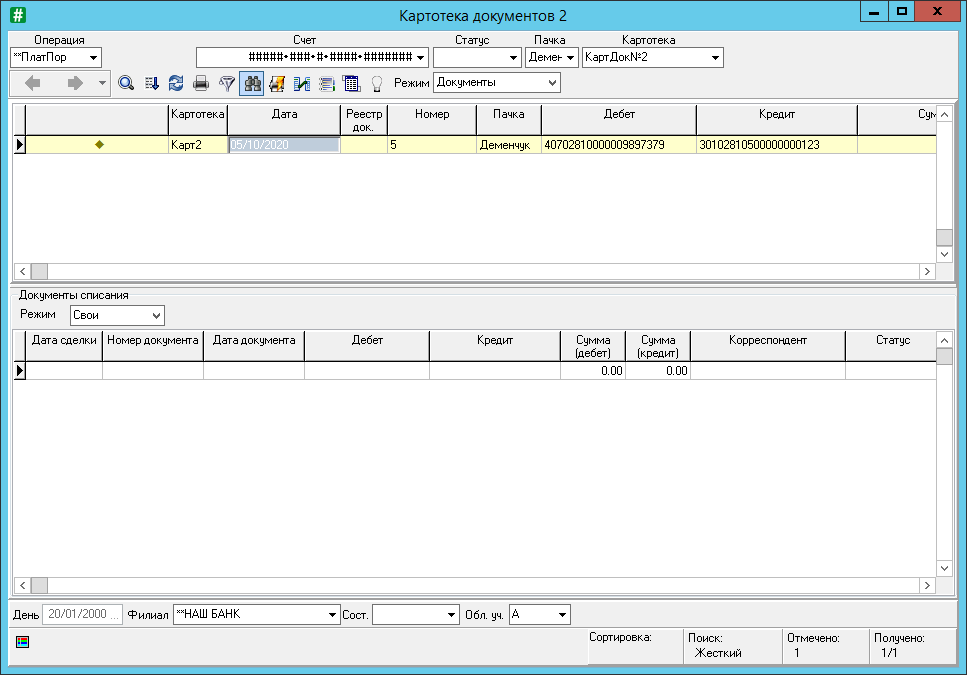 Картотека документов 2
Операция Счет Статус Пачка Картотека
**ПлатПор #####•###•#•####•####### Демен КартДок№2
Режим Документы
Картотека Дата Реестр док. Номер Пачка Дебет Кредит Сум
Карт2 05/10/2020 5 Деменчук 40702810000009897379 30102810500000000123
Документы списания
Режим Свои
Дата сделки Номер документа Дата документа Дебет Кредит Сумма (дебет) Сумма (кредит) Корреспондент Статус
0.00 0.00
День 20/01/2000 ... Филиал **НАШ БАНК Сост. Обл. уч. А
Сортировка: Поиск: Отмечено: Получено:
Жесткий 1 1/1